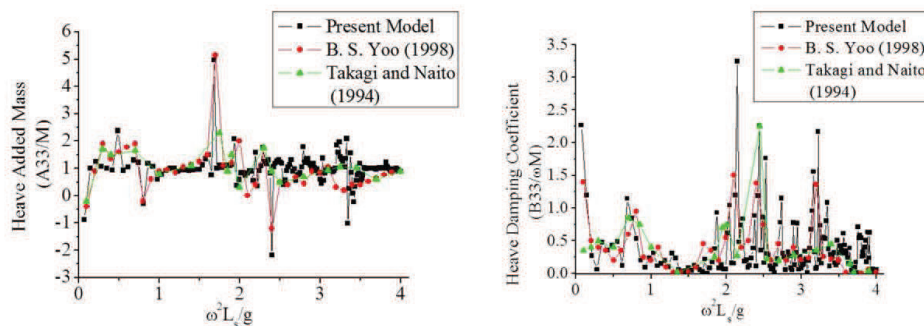 Present Model
B. S. Yoo (1998)
Takagi and Naito
(1994)
Heave Added Mass
(A33/M)
6
5
4
3
2
1
0
-1
-2
-3
0
1
2
3
4
ω²Lₛ/g
Present Model
B. S. Yoo (1998)
Takagi and Naito
(1994)
Heave Damping Coefficient
(B33/ωM)
3.5
3.0
2.5
2.0
1.5
1.0
0.5
0.0
0
1
2
3
4
ω²Lₛ/g